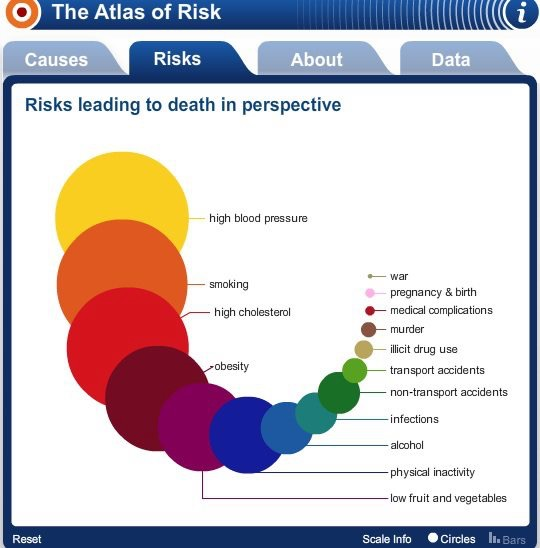 The Atlas of Risk
i
Causes
Risks
About
Data
Risks leading to death in perspective
high blood pressure
smoking
high cholesterol
obesity
war
pregnancy & birth
medical complications
murder
illicit drug use
transport accidents
non-transport accidents
infections
alcohol
physical inactivity
low fruit and vegetables
Reset
Scale Info
Circles
Bars